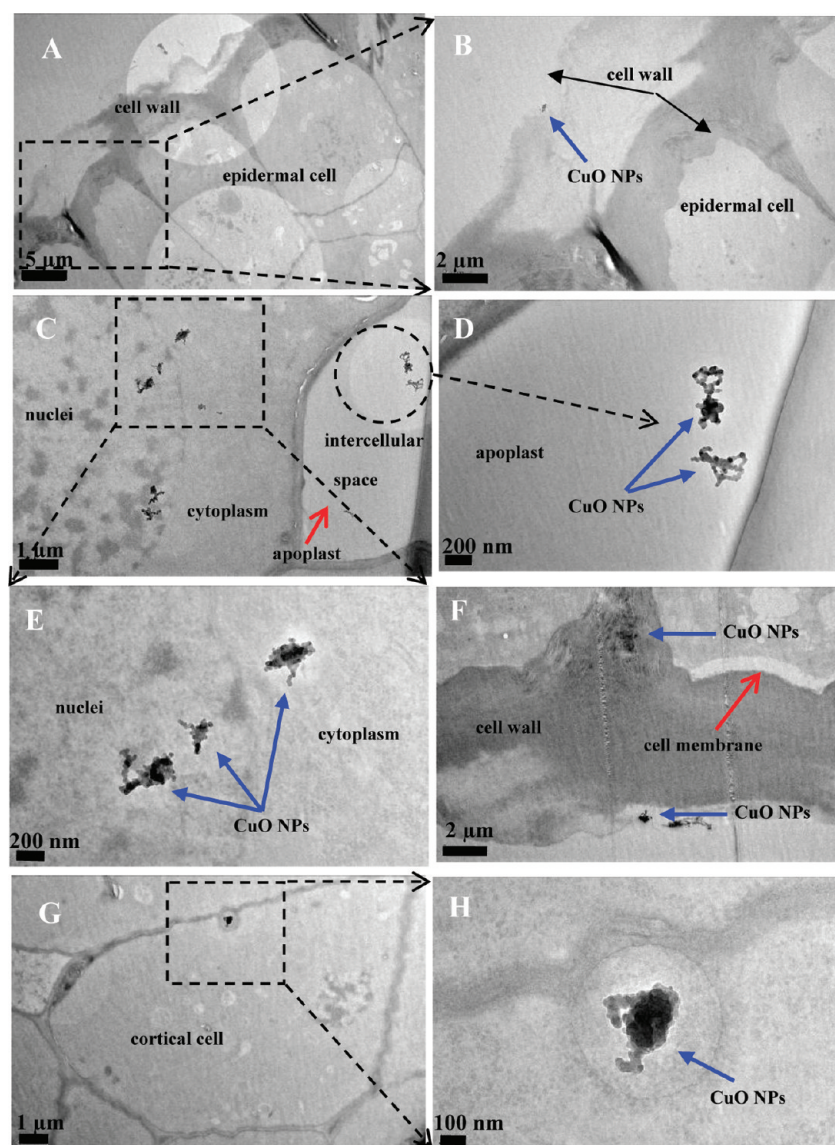 A
cell wall
epidermal cell
5 μm
B
cell wall
CuO NPs
epidermal cell
2 μm
C
nuclei
intercellular
space
cytoplasm
apoplast
1 μm
D
apoplast
CuO NPs
200 nm
E
nuclei
cytoplasm
CuO NPs
200 nm
F
CuO NPs
cell wall
cell membrane
CuO NPs
2 μm
G
cortical cell
1 μm
H
CuO NPs
100 nm